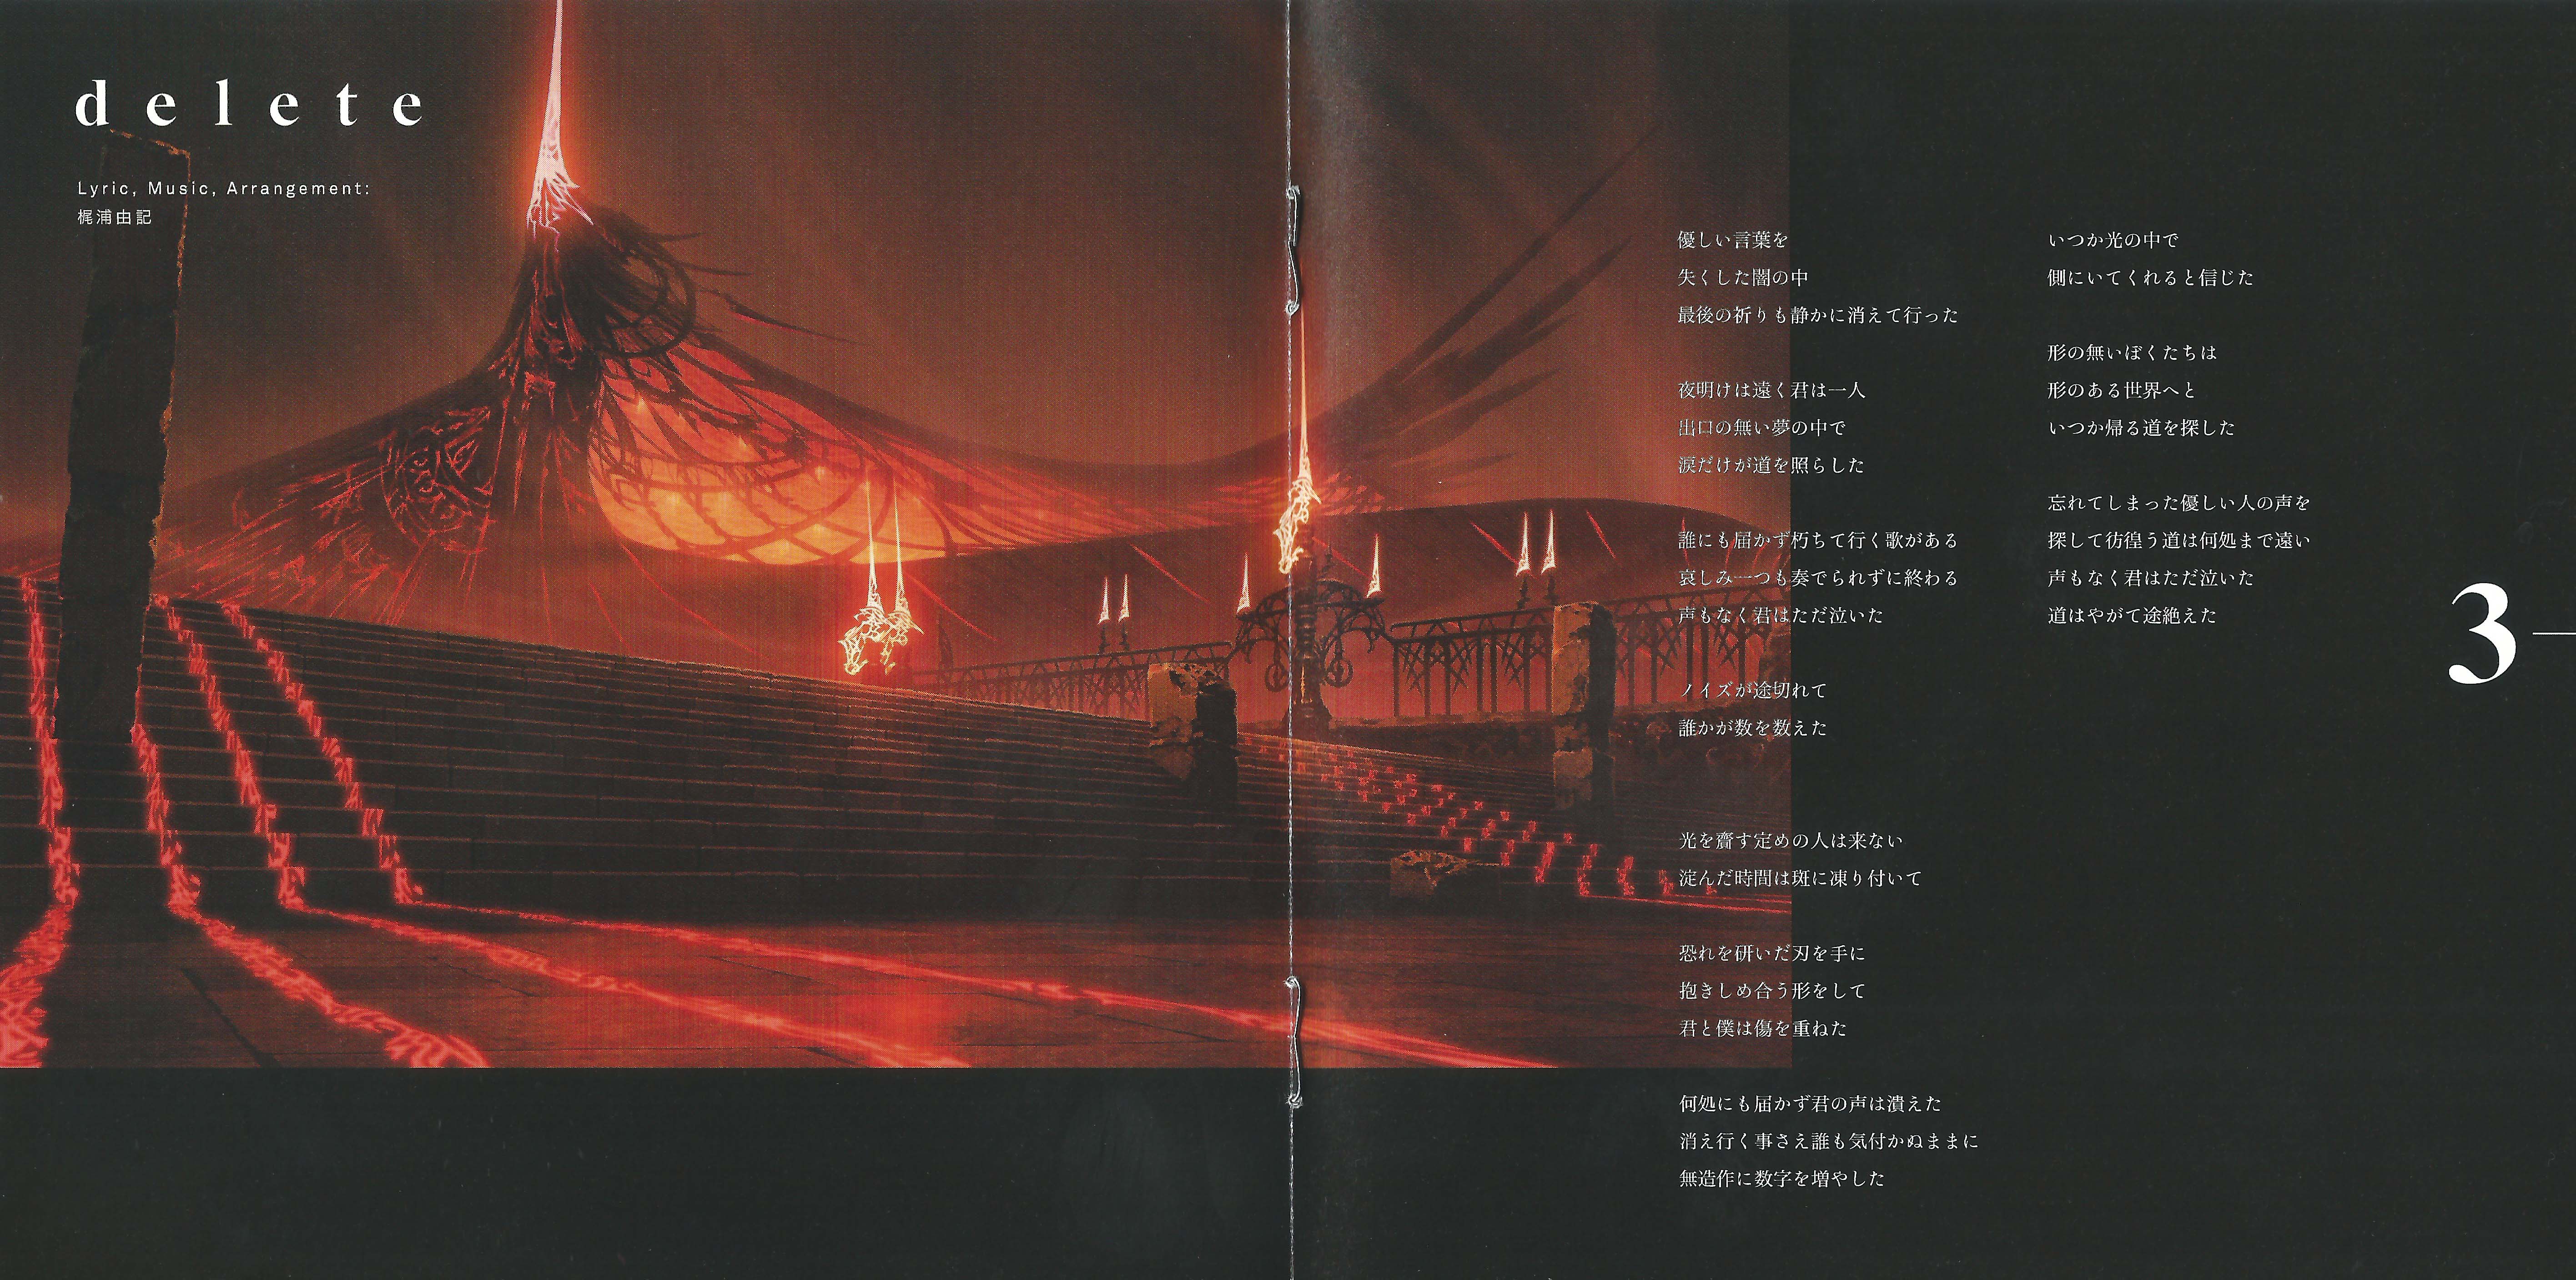 delete
Lyric, Music, Arrangement:
梶浦由記
優しい言葉を
失くした闇の中
最後の祈りも静かに消えて行った
夜明けは遠く君は一人
出口の無い夢の中で
涙だけが道を照らした
誰にも届かず朽ちて行く歌がある
哀しみ一つも奏でられずに終わる
声もなく君はただ泣いた
ノイズが途切れて
誰かが数を数えた
光を齎す定めの人は来ない
淀んだ時間は斑に凍り付いて
恐れを研いだ刃を手に
抱きしめ合う形をして
君と僕は傷を重ねた
何処にも届かず君の声は潰えた
消え行く事さえ誰も気付かぬままに
無造作に数字を増やした
いつか光の中で
側にいてくれると信じた
形の無いぼくたちは
形のある世界へと
いつか帰る道を探した
忘れてしまった優しい人の声を
探して彷徨う道は何処まで遠い
声もなく君はただ泣いた
道はやがて途絶えた
3